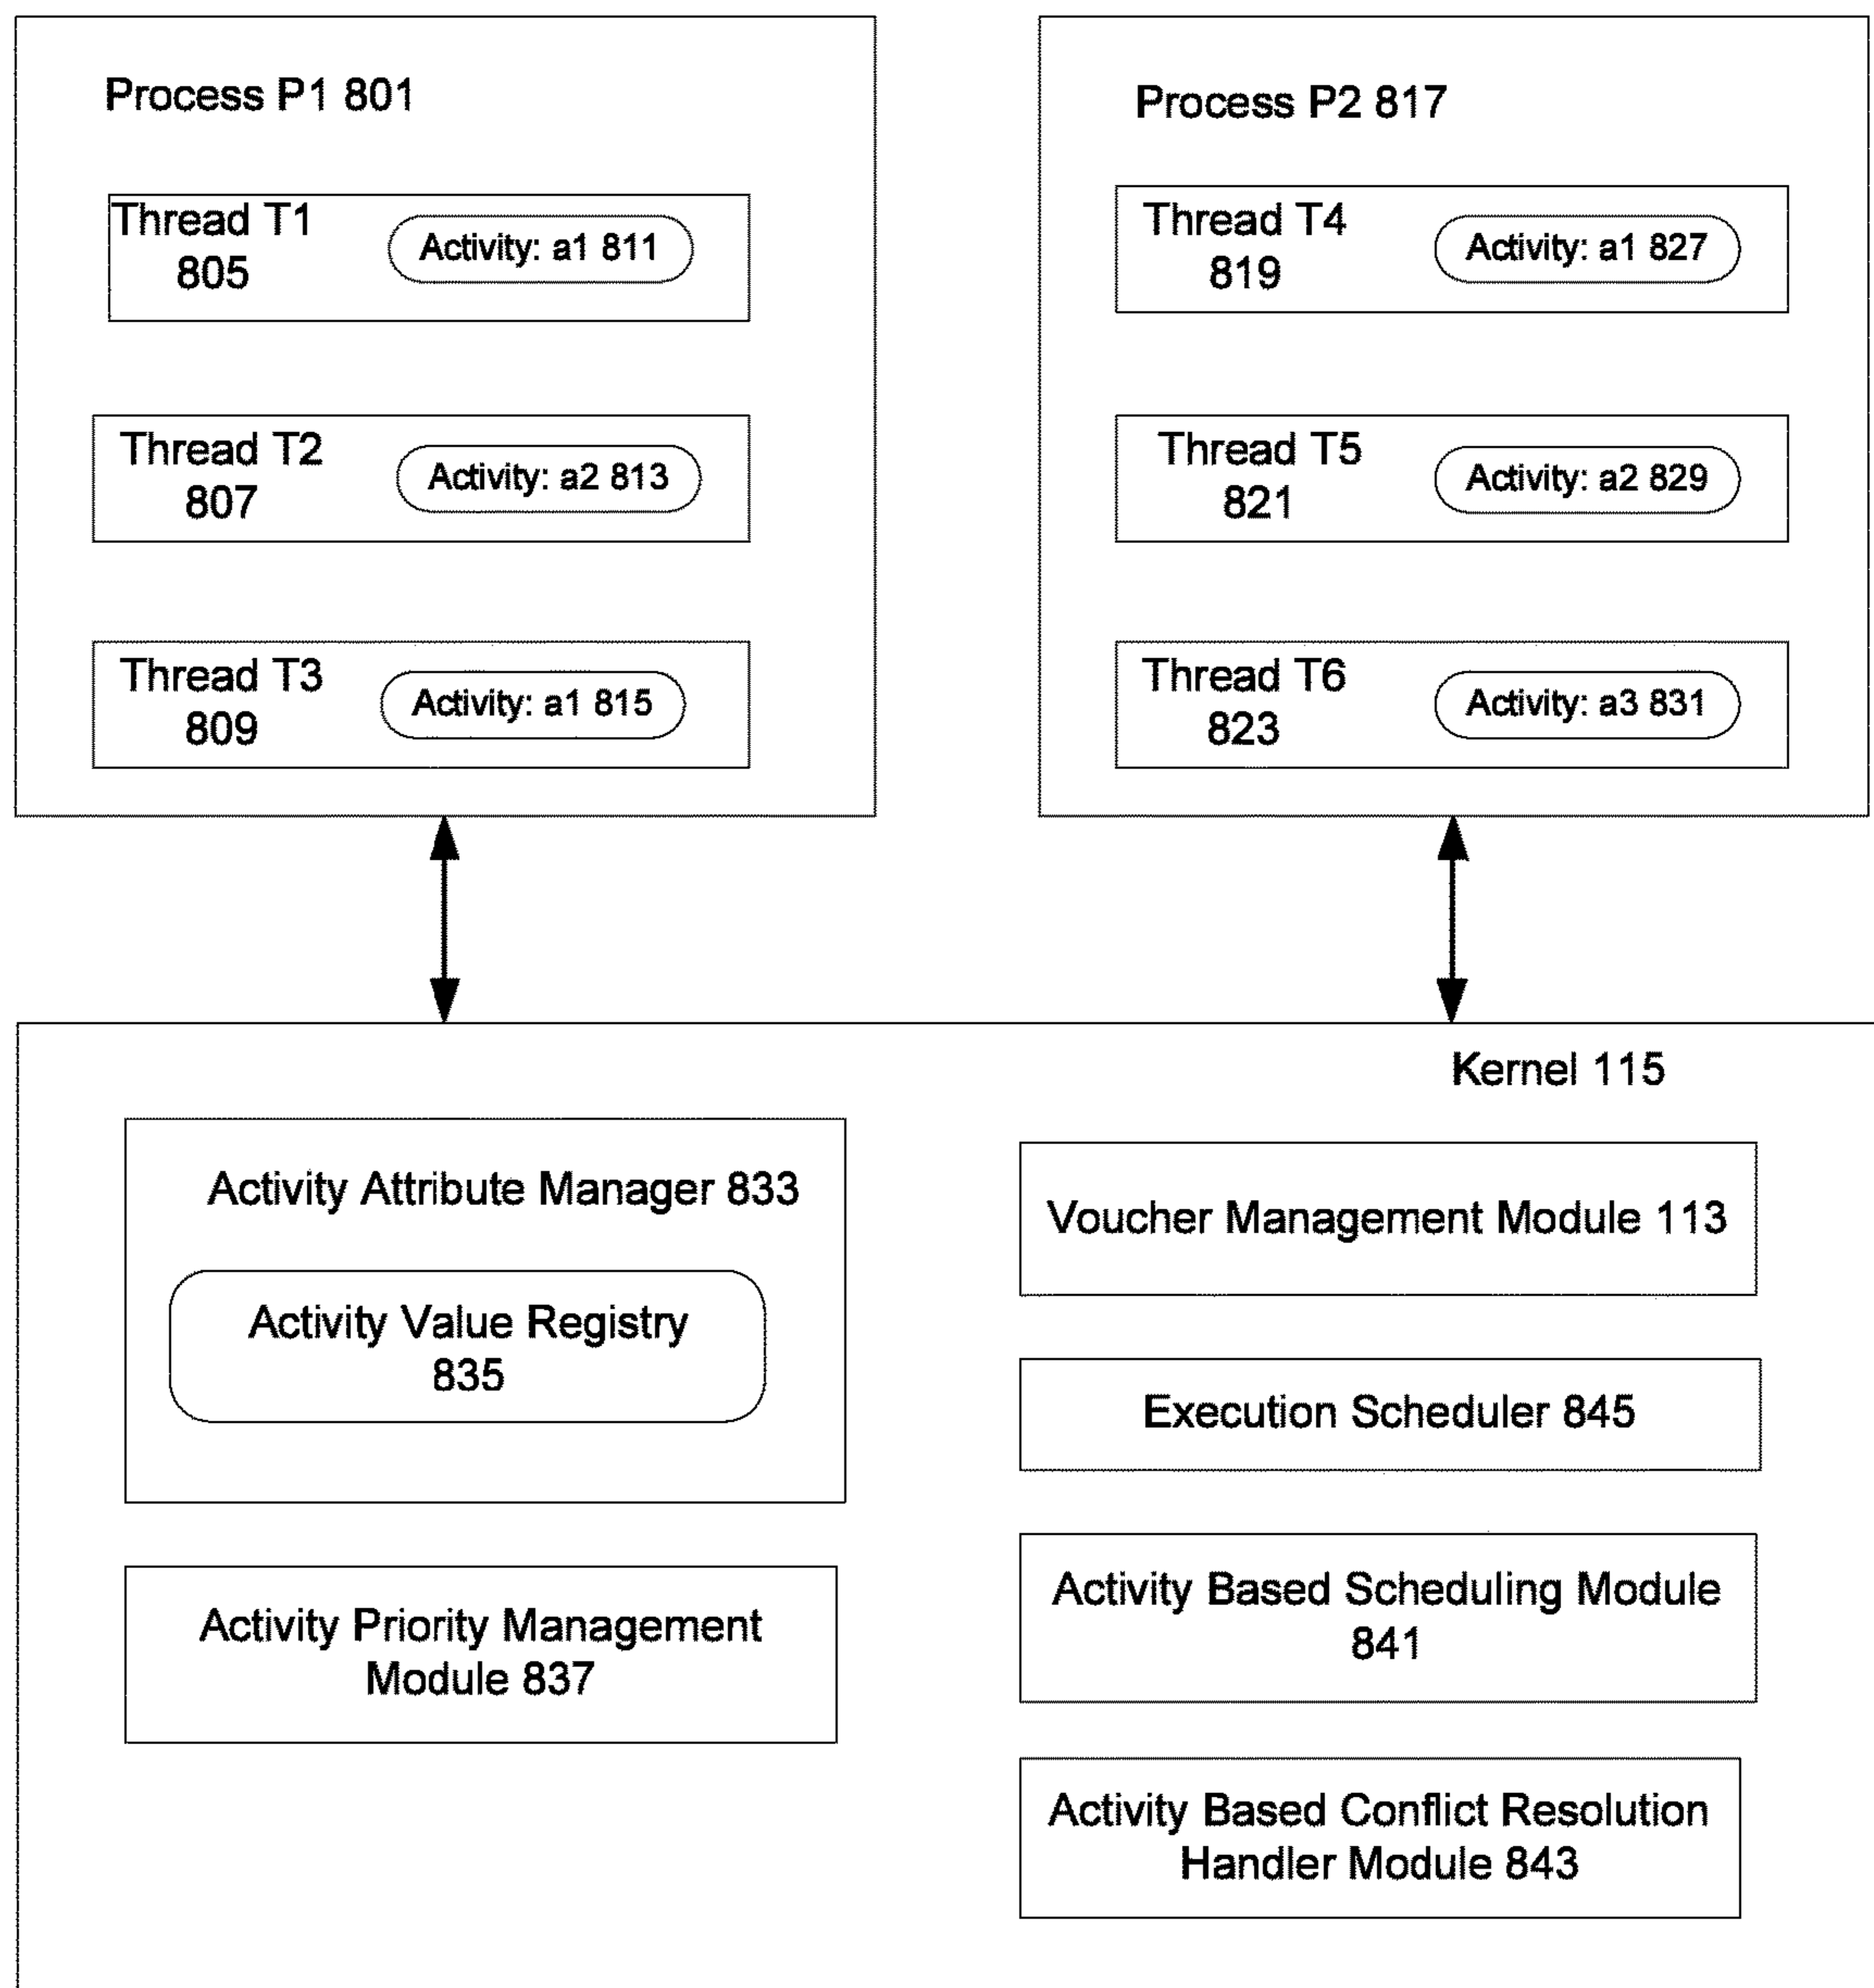 Process P1 801
Thread T1
805
Activity: a1 811
Thread T2
807
Activity: a2 813
Thread T3
809
Activity: a1 815
Process P2 817
Thread T4
819
Activity: a1 827
Thread T5
821
Activity: a2 829
Thread T6
823
Activity: a3 831
Kernel 115
Activity Attribute Manager 833
Activity Value Registry
835
Activity Priority Management
Module 837
Voucher Management Module 113
Execution Scheduler 845
Activity Based Scheduling Module
841
Activity Based Conflict Resolution
Handler Module 843